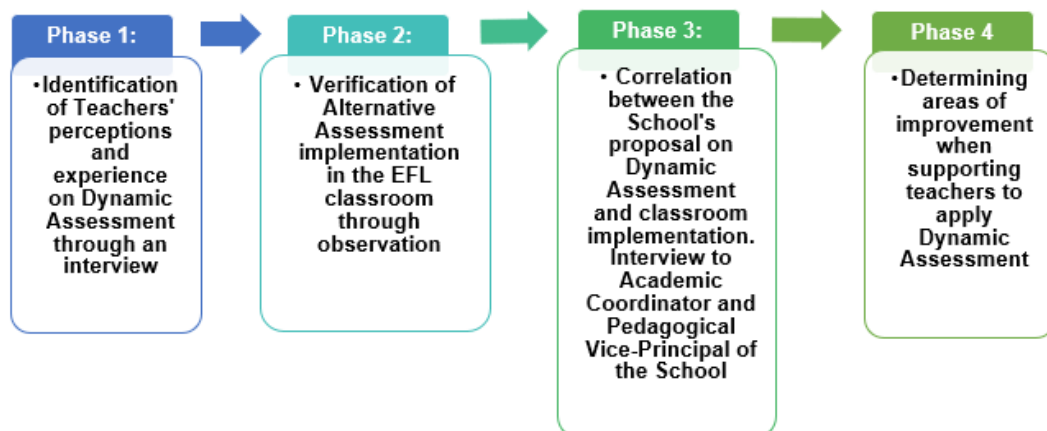 Phase 1:
•Identification
of Teachers'
perceptions
and
experience
on Dynamic
Assessment
through an
interview
Phase 2:
• Verification of
Alternative
Assessment
implementation
in the EFL
classroom
through
observation
Phase 3:
• Correlation
between the
School's
proposal on
Dynamic
Assessment
and classroom
implementation.
Interview to
Academic
Coordinator and
Pedagogical
Vice-Principal of
the School
Phase 4
•Determining
areas of
improvement
when
supporting
teachers to
apply
Dynamic
Assessment